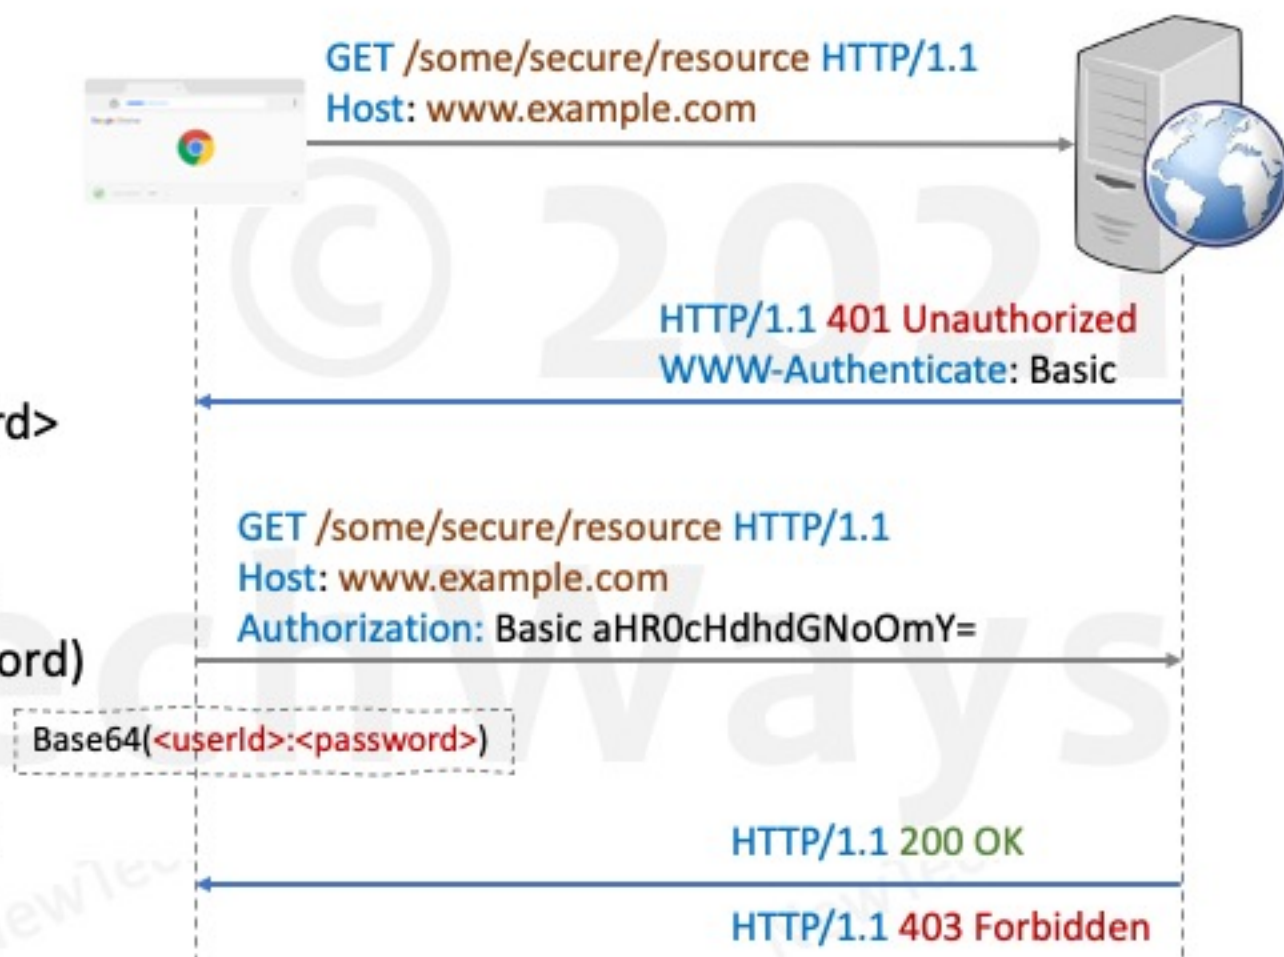 GET /some/secure/resource HTTP/1.1
Host: www.example.com
© 2021
HTTP/1.1 401 Unauthorized
WWW-Authenticate: Basic
rd>
GET /some/secure/resource HTTP/1.1
Host: www.example.com
Authorization: Basic aHR0cHdhdGNoOmY=
ord)
echWays
Base64(<userId>:<password>)
HTTP/1.1 200 OK
HTTP/1.1 403 Forbidden